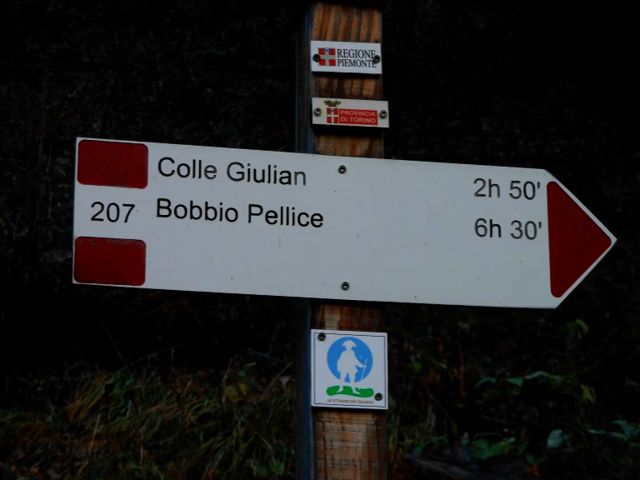 REGIONE
PIEMONTE
PROVINCIA
DI TORINO
Colle Giulian 2h 50'
207 Bobbio Pellice 6h 30'